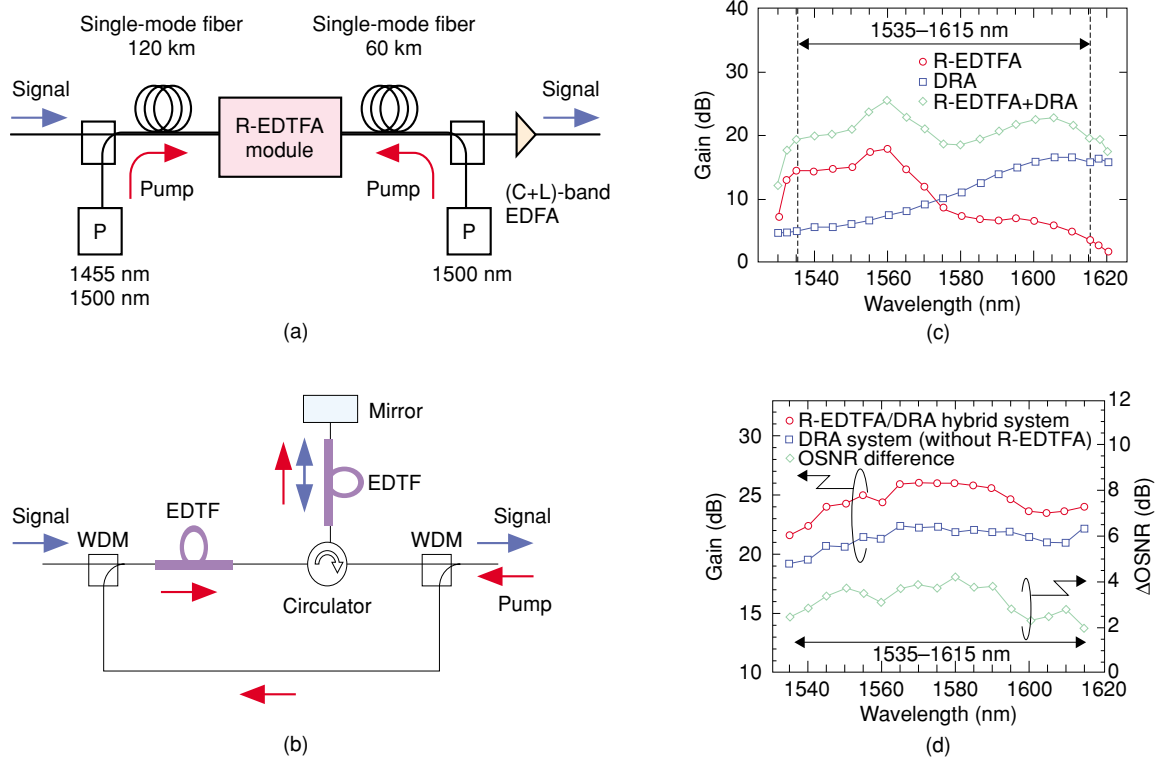 Single-mode fiber
120 km
Single-mode fiber
60 km
Signal
Signal
R-EDTFA
module
Pump
Pump
(C+L)-band
EDFA
P
P
1455 nm
1500 nm
1500 nm
(a)
Mirror
EDTF
EDTF
Signal
Signal
WDM
WDM
Circulator
Pump
(b)
40
30
20
10
0
Gain (dB)
1535–1615 nm
R-EDTFA
DRA
R-EDTFA+DRA
1540
1560
1580
1600
1620
Wavelength (nm)
(c)
30
25
20
15
10
Gain (dB)
R-EDTFA/DRA hybrid system
DRA system (without R-EDTFA)
OSNR difference
12
10
8
6
4
2
0
ΔOSNR (dB)
1535–1615 nm
1540
1560
1580
1600
1620
Wavelength (nm)
(d)